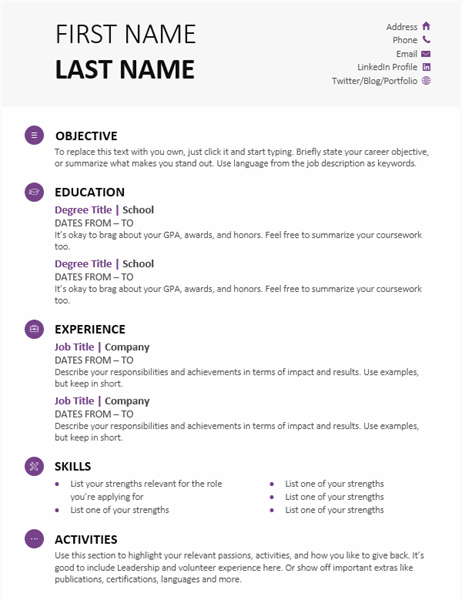 FIRST NAME
LAST NAME
Address
Phone
Email
LinkedIn Profile
Twitter/Blog/Portfolio
OBJECTIVE
To replace this text with you own, just click it and start typing. Briefly state your career objective,
or summarize what makes you stand out. Use language from the job description as keywords.
EDUCATION
Degree Title | School
DATES FROM – TO
It's okay to brag about your GPA, awards, and honors. Feel free to summarize your coursework
too.
Degree Title | School
DATES FROM – TO
It's okay to brag about your GPA, awards, and honors. Feel free to summarize your coursework
too.
EXPERIENCE
Job Title | Company
DATES FROM – TO
Describe your responsibilities and achievements in terms of impact and results. Use examples,
but keep in short.
Job Title | Company
DATES FROM – TO
Describe your responsibilities and achievements in terms of impact and results. Use examples,
but keep in short.
SKILLS
• List your strengths relevant for the role
you're applying for
• List one of your strengths
• List one of your strengths
• List one of your strengths
• List one of your strengths
ACTIVITIES
Use this section to highlight your relevant passions, activities, and how you like to give back. It's
good to include Leadership and volunteer experience here. Or show off important extras like
publications, certifications, languages and more.